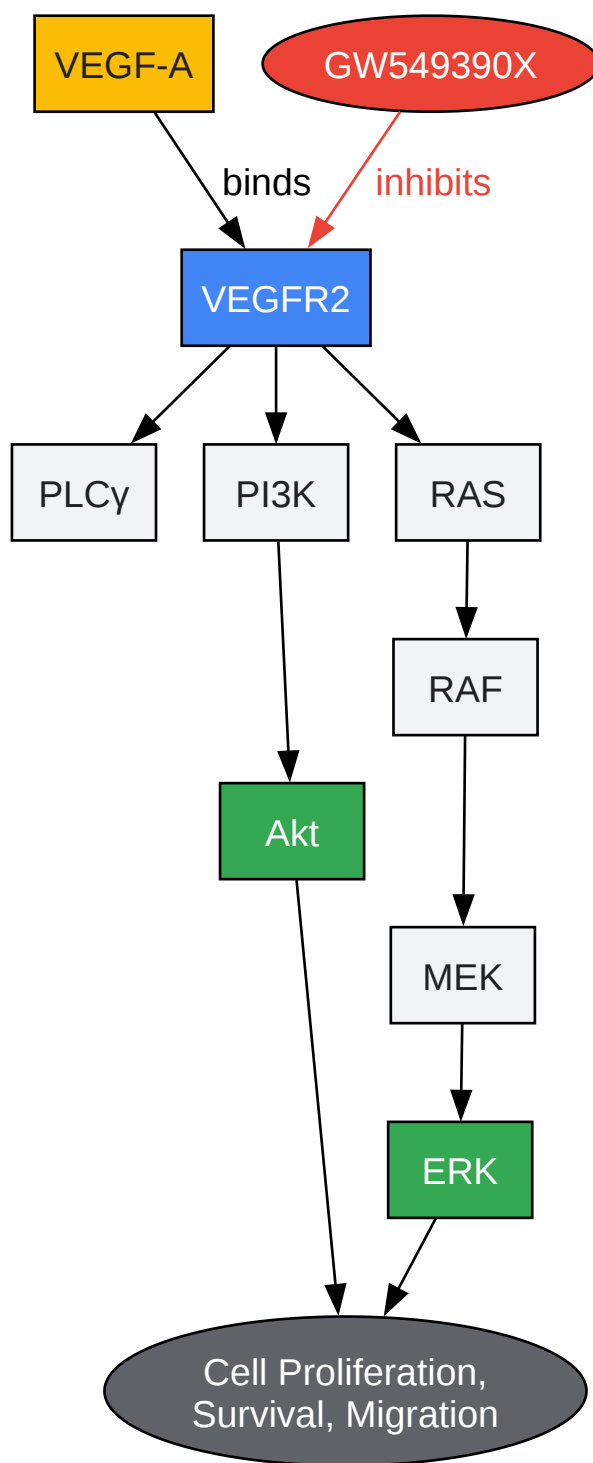 VEGF-A
GW549390X
binds
inhibits
VEGFR2
PLCγ
PI3K
RAS
RAF
Akt
MEK
ERK
Cell Proliferation,
Survival, Migration